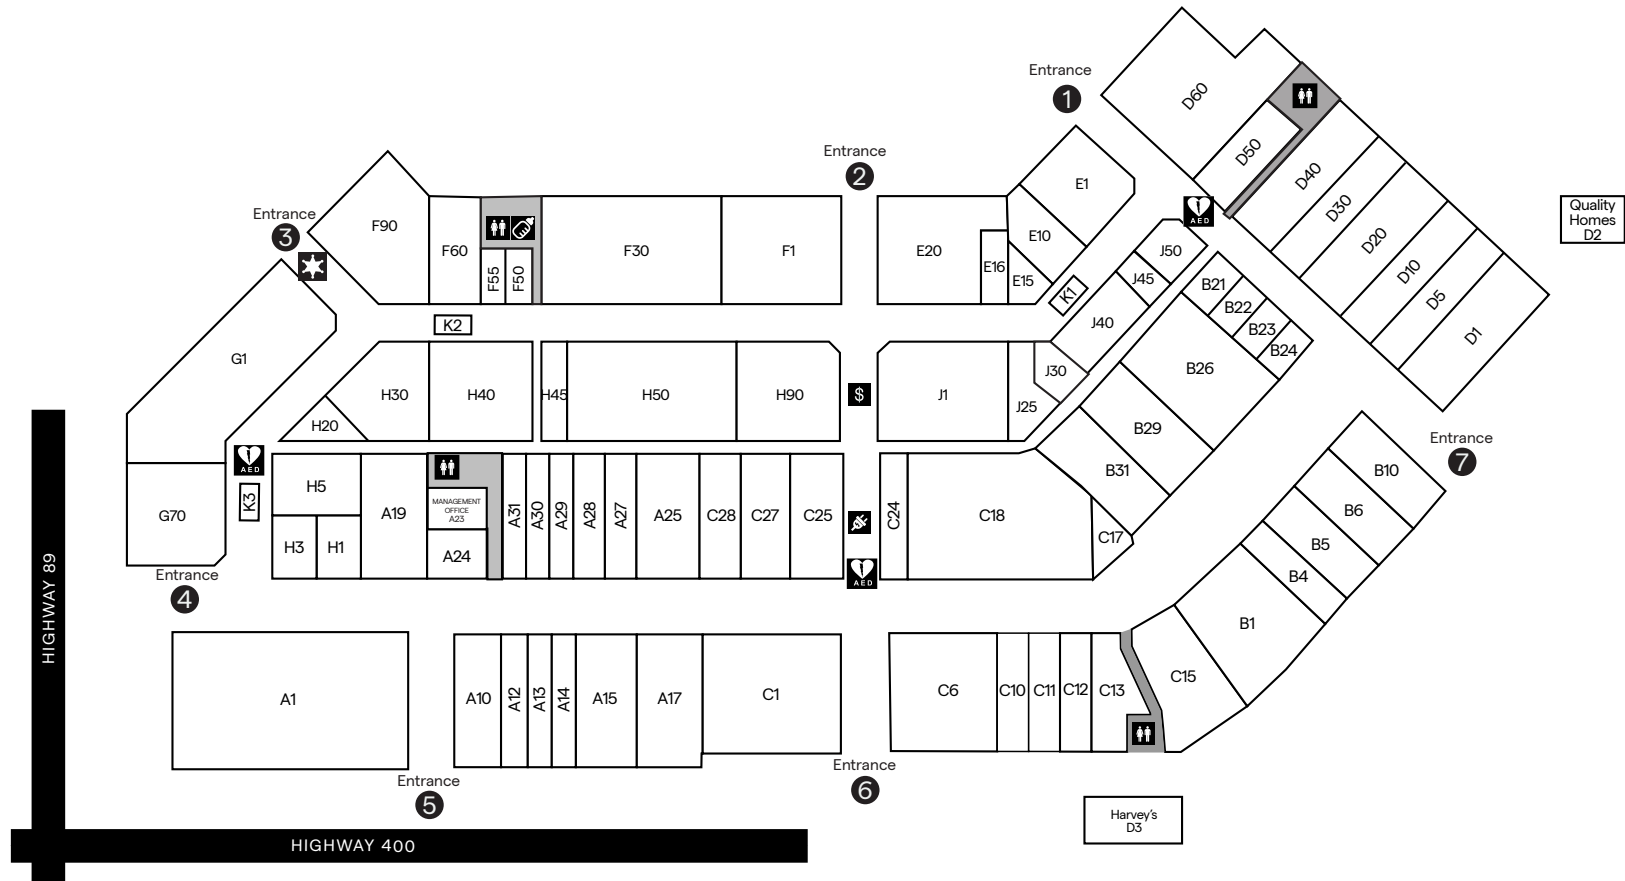 Entrance
1
D60
D50
D40
D30
D20
D10
D5
D1
Quality
Homes
D2
Entrance
2
E1
E10
E15
E16
E20
K1
AED
J50
J45
J40
J30
J25
J1
Entrance
3
F90
F60
F55
F50
F30
F1
K2
G1
G70
AED
K3
H30
H20
H40
H45
H50
H90
$
B21
B22
B23
B24
B26
B29
B31
Entrance
7
B10
B6
B5
B4
B1
H5
H3
H1
A19
MANAGEMENT
OFFICE
A23
A24
A31
A30
A29
A28
A27
A25
C28
C27
C25
AED
C24
C18
C17
Entrance
4
A1
A10
A12
A13
A14
A15
A17
C1
C6
C10
C11
C12
C13
C15
Entrance
5
Entrance
6
Harvey's
D3
HIGHWAY 89
HIGHWAY 400